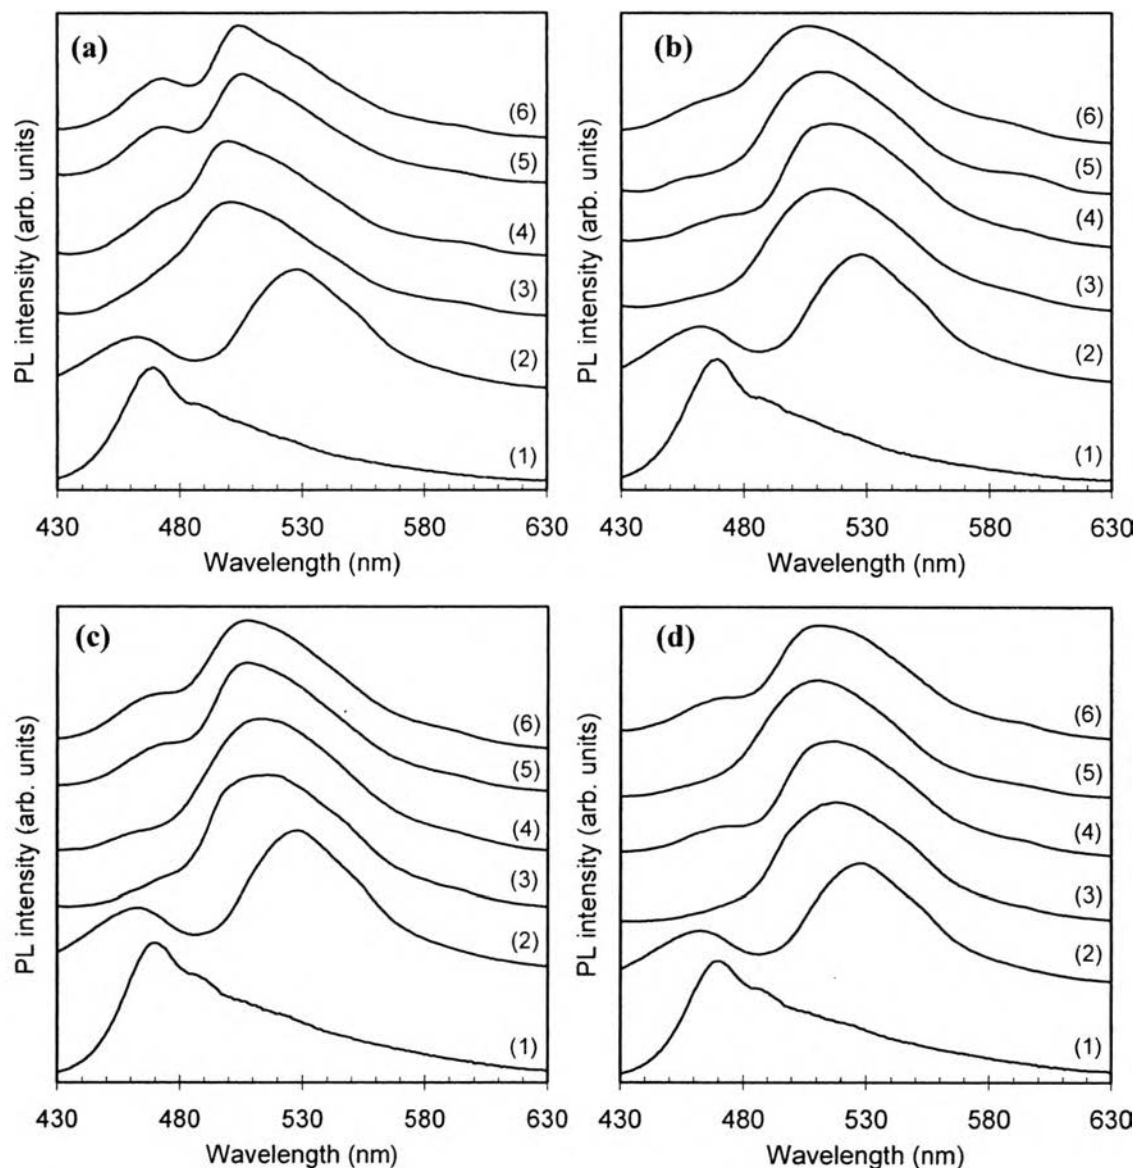 (a)
PL intensity (arb. units)
(6)
(5)
(4)
(3)
(2)
(1)
430 480 530 580 630
Wavelength (nm)
(b)
PL intensity (arb. units)
(6)
(5)
(4)
(3)
(2)
(1)
430 480 530 580 630
Wavelength (nm)
(c)
PL intensity (arb. units)
(6)
(5)
(4)
(3)
(2)
(1)
430 480 530 580 630
Wavelength (nm)
(d)
PL intensity (arb. units)
(6)
(5)
(4)
(3)
(2)
(1)
430 480 530 580 630
Wavelength (nm)